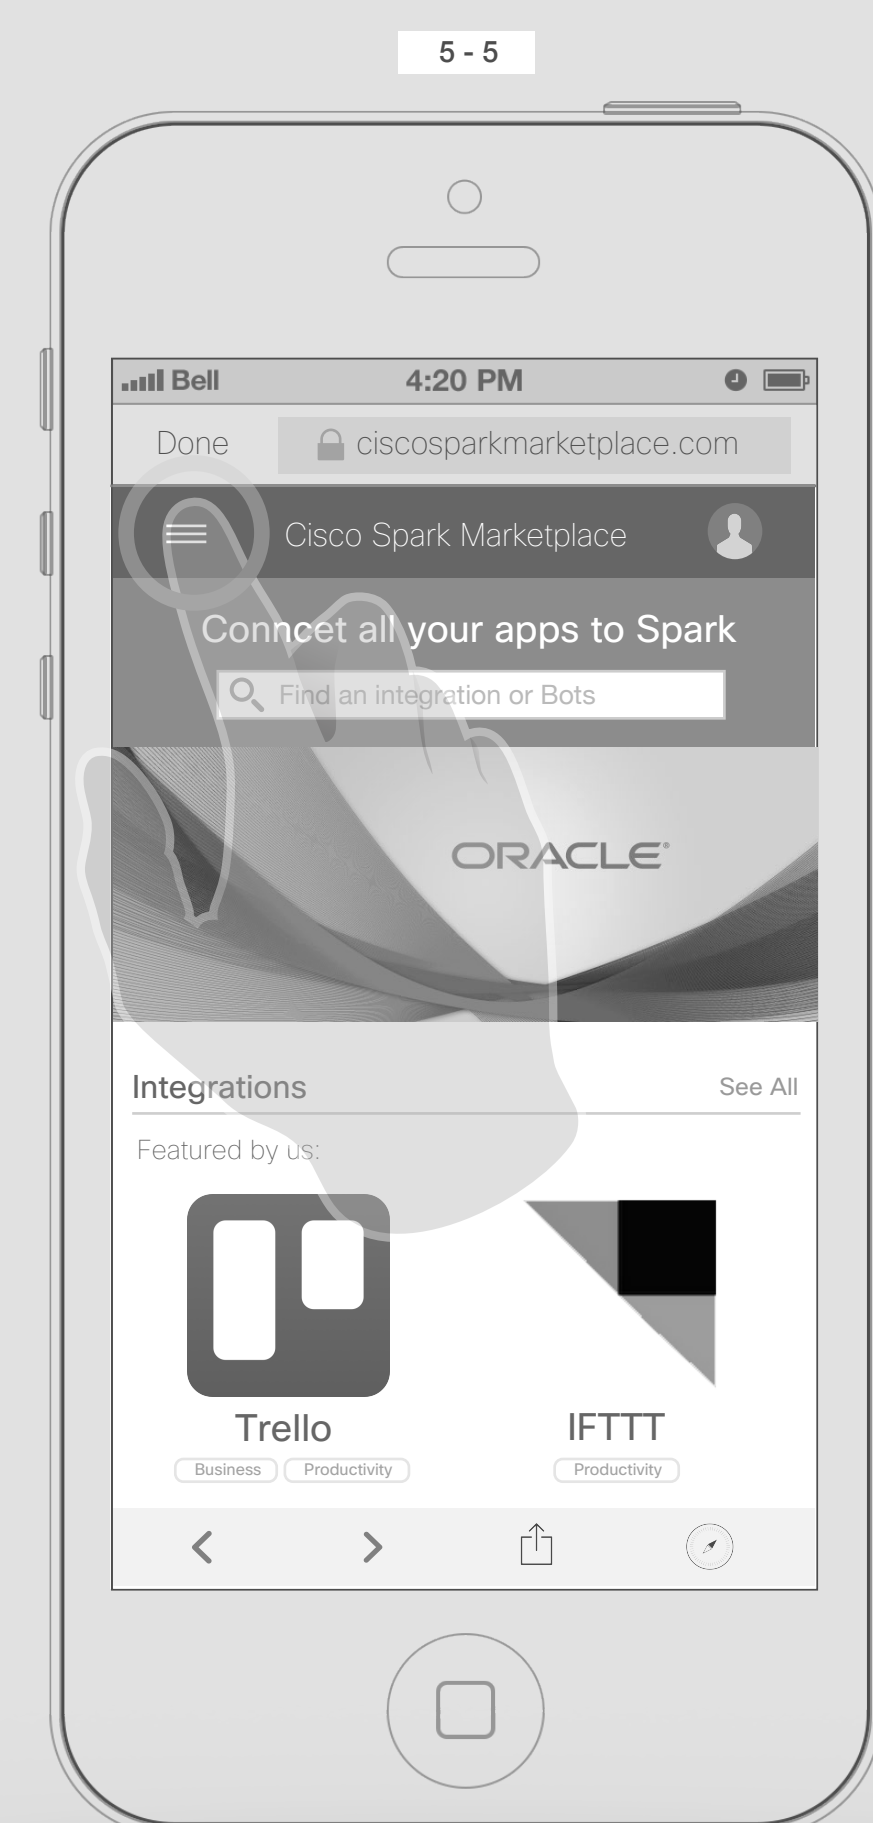 5 - 5
Bell 4:20 PM
Done ciscosparkmarketplace.com
Cisco Spark Marketplace
Conncet all your apps to Spark
Find an integration or Bots
ORACLE®
Integrations See All
Featured by us:
Trello IFTTT
Business Productivity Productivity